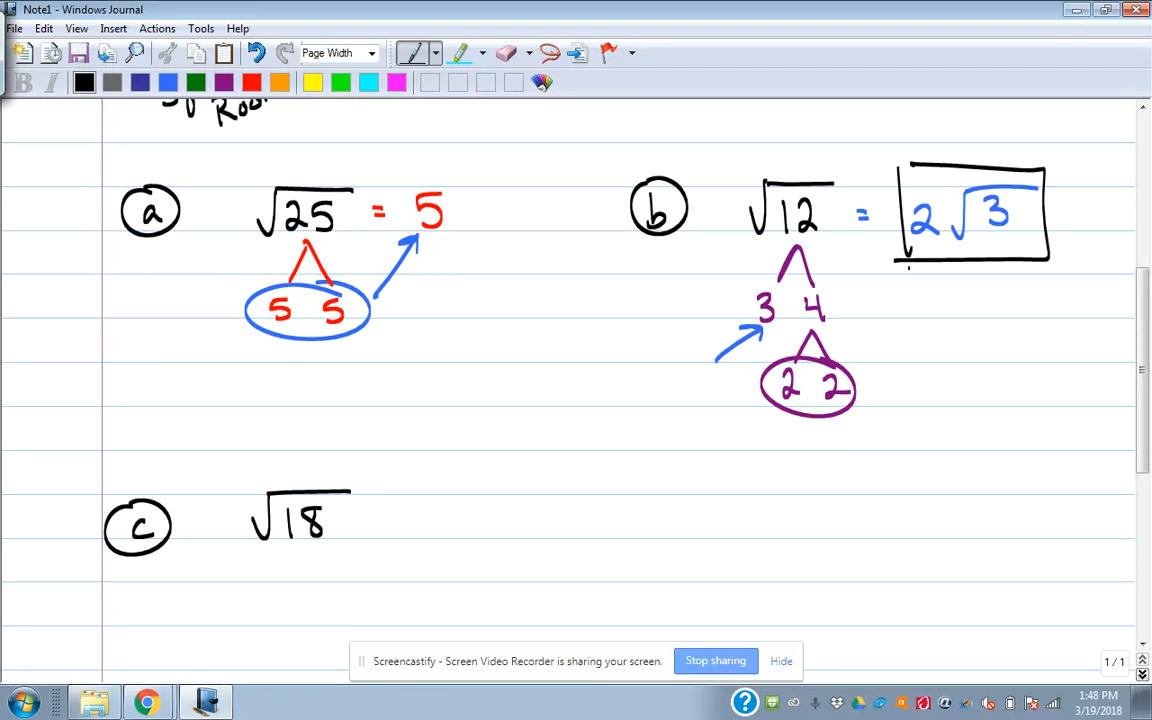 Note1 - Windows Journal
File Edit View Insert Actions Tools Help
Page Width
B I
Root
a √25 = 5
5 5
b √12 = 2√3
3 4
2 2
c √18
Screencastify - Screen Video Recorder is sharing your screen. Stop sharing Hide
1 / 1
1:48 PM
3/19/2018